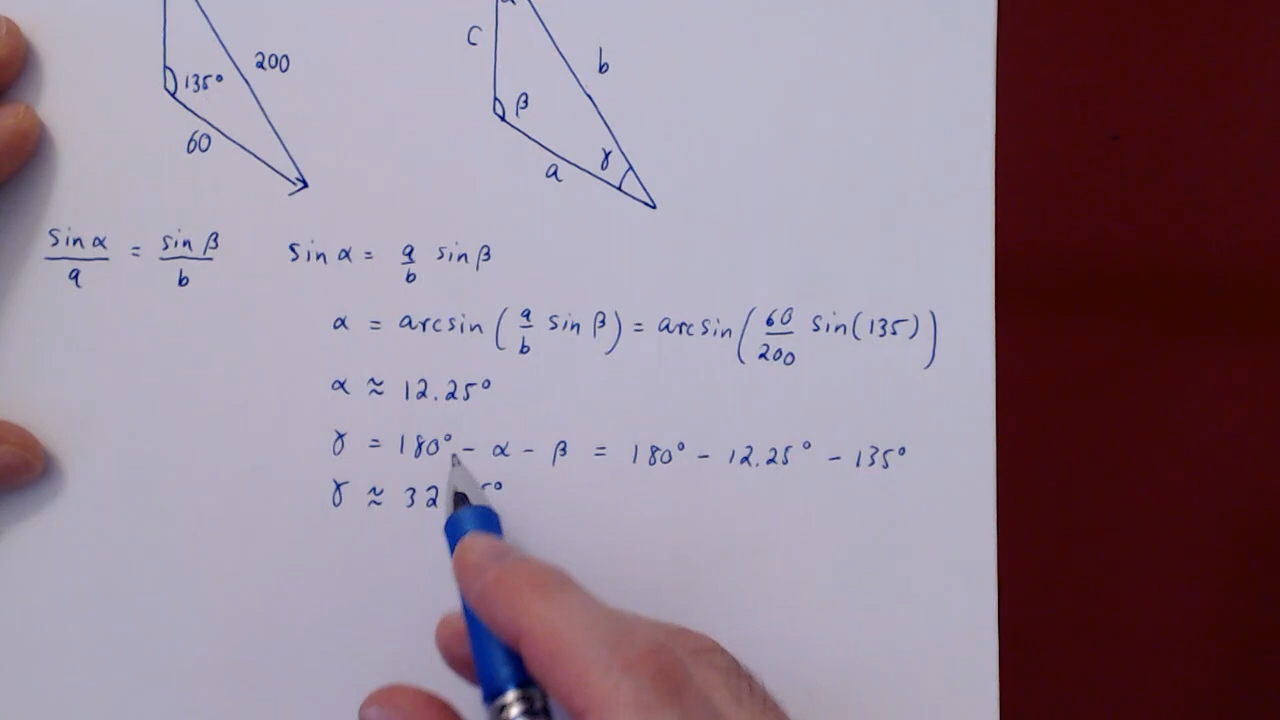 200
135°
60
c
b
β
γ
a
sin α / a = sin β / b
sin α = a/b sin β
α = arcsin(a/b sin β) = arcsin(60/200 sin(135))
α ≈ 12.25°
γ = 180° - α - β = 180° - 12.25° - 135°
γ ≈ 32